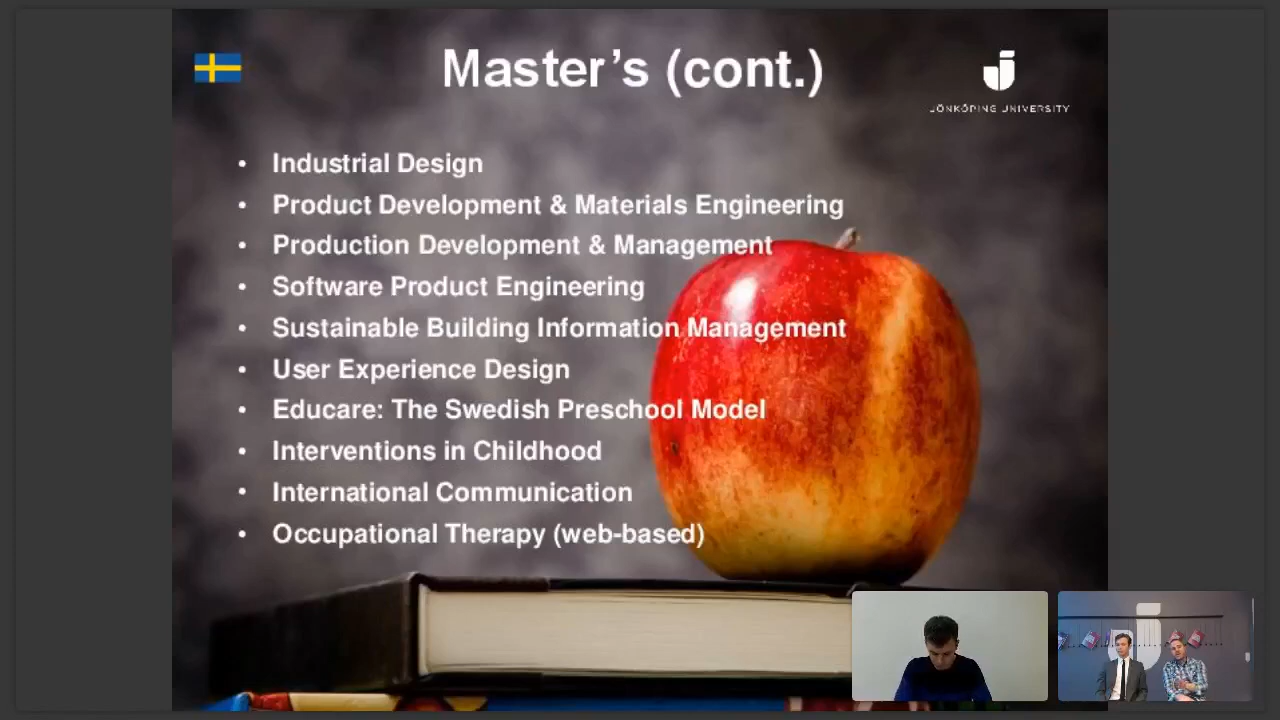 Master’s (cont.)
JÖNKÖPING UNIVERSITY
• Industrial Design
• Product Development & Materials Engineering
• Production Development & Management
• Software Product Engineering
• Sustainable Building Information Management
• User Experience Design
• Educare: The Swedish Preschool Model
• Interventions in Childhood
• International Communication
• Occupational Therapy (web-based)